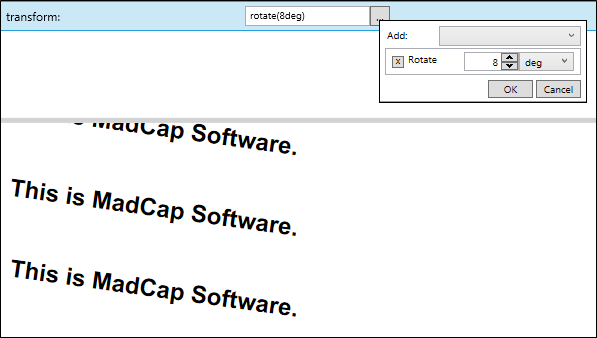 transform:
rotate(8deg)
...
Add:
x Rotate
8
deg
OK
Cancel
is MadCap Software.
This is MadCap Software.
This is MadCap Software.